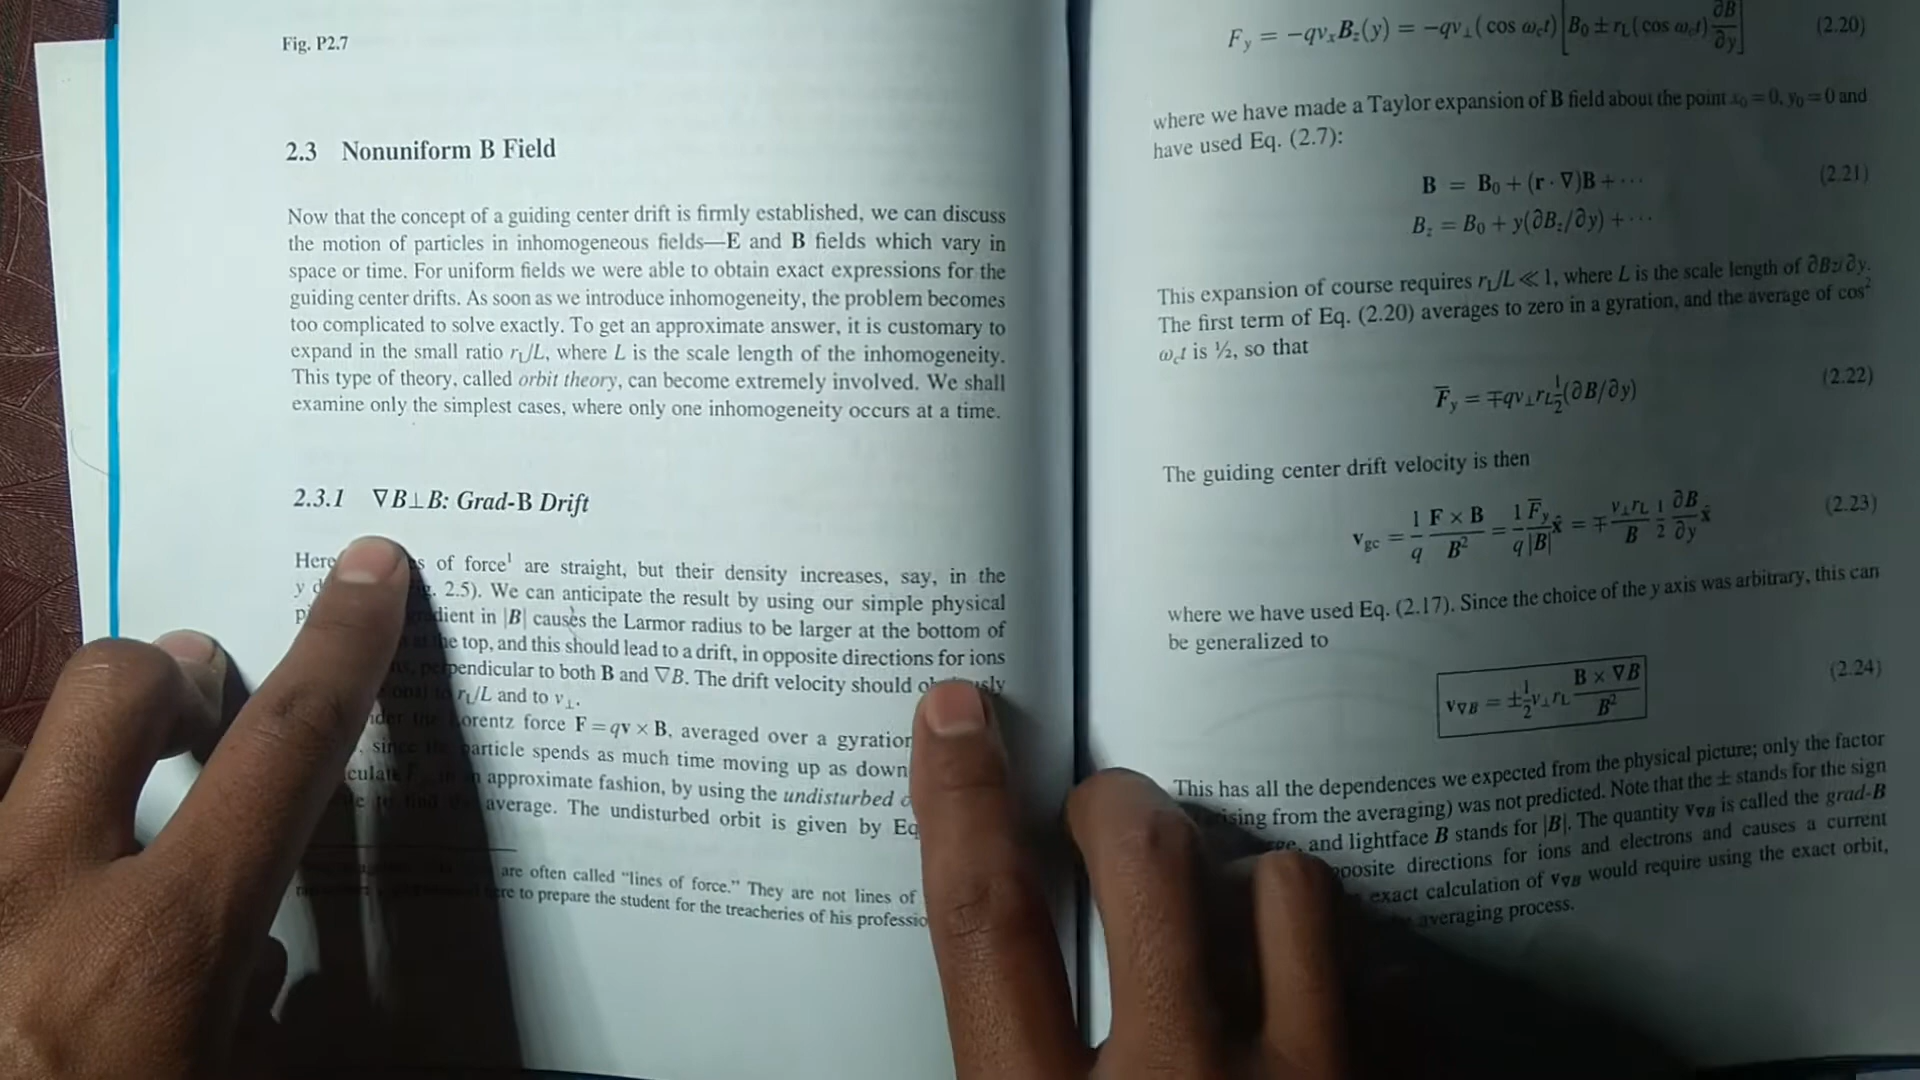 Fig. P2.7
2.3 Nonuniform B Field
Now that the concept of a guiding center drift is firmly established, we can discuss
the motion of particles in inhomogeneous fields—E and B fields which vary in
space or time. For uniform fields we were able to obtain exact expressions for the
guiding center drifts. As soon as we introduce inhomogeneity, the problem becomes
too complicated to solve exactly. To get an approximate answer, it is customary to
expand in the small ratio r_L/L, where L is the scale length of the inhomogeneity.
This type of theory, called orbit theory, can become extremely involved. We shall
examine only the simplest cases, where only one inhomogeneity occurs at a time.
2.3.1 ∇B⊥B: Grad-B Drift
Here of force¹ are straight, but their density increases, say, in the
y 2.5). We can anticipate the result by using our simple physical
in |B| causes the Larmor radius to be larger at the bottom of
the top, and this should lead to a drift, in opposite directions for ions
perpendicular to both B and ∇B. The drift velocity should
r_L/L and to v⊥.
Lorentz force F = qv × B, averaged over a gyration
particle spends as much time moving up as down
approximate fashion, by using the undisturbed
average. The undisturbed orbit is given by
are often called “lines of force.” They are not lines of
to prepare the student for the treacheries of his
F_y = −qv_xB_z(y) = −qv⊥(cos ω_ct)[B₀ ± r_L(cos ω_ct) ∂B/∂y] (2.20)
where we have made a Taylor expansion of B field about the point x₀ = 0, y₀ = 0 and
have used Eq. (2.7):
B = B₀ + (r · ∇)B + ··· (2.21)
B_z = B₀ + y(∂B_z/∂y) + ···
This expansion of course requires r_L/L ≪ 1, where L is the scale length of ∂Bz/∂y.
The first term of Eq. (2.20) averages to zero in a gyration, and the average of cos²
ω_ct is ½, so that
F̅_y = ∓qv⊥r_L ½(∂B/∂y) (2.22)
The guiding center drift velocity is then
v_gc = 1/q F × B/B² = 1/q F̅_y/|B| x̂ = ∓ v⊥r_L/B 1/2 ∂B/∂y x̂ (2.23)
where we have used Eq. (2.17). Since the choice of the y axis was arbitrary, this can
be generalized to
v_∇B = ±½v⊥r_L B × ∇B/B² (2.24)
This has all the dependences we expected from the physical picture; only the factor
from the averaging) was not predicted. Note that the ± stands for the sign
and lightface B stands for |B|. The quantity v_∇B is called the grad-B
directions for ions and electrons and causes a current
exact calculation of v_∇B would require using the exact orbit,
averaging process.